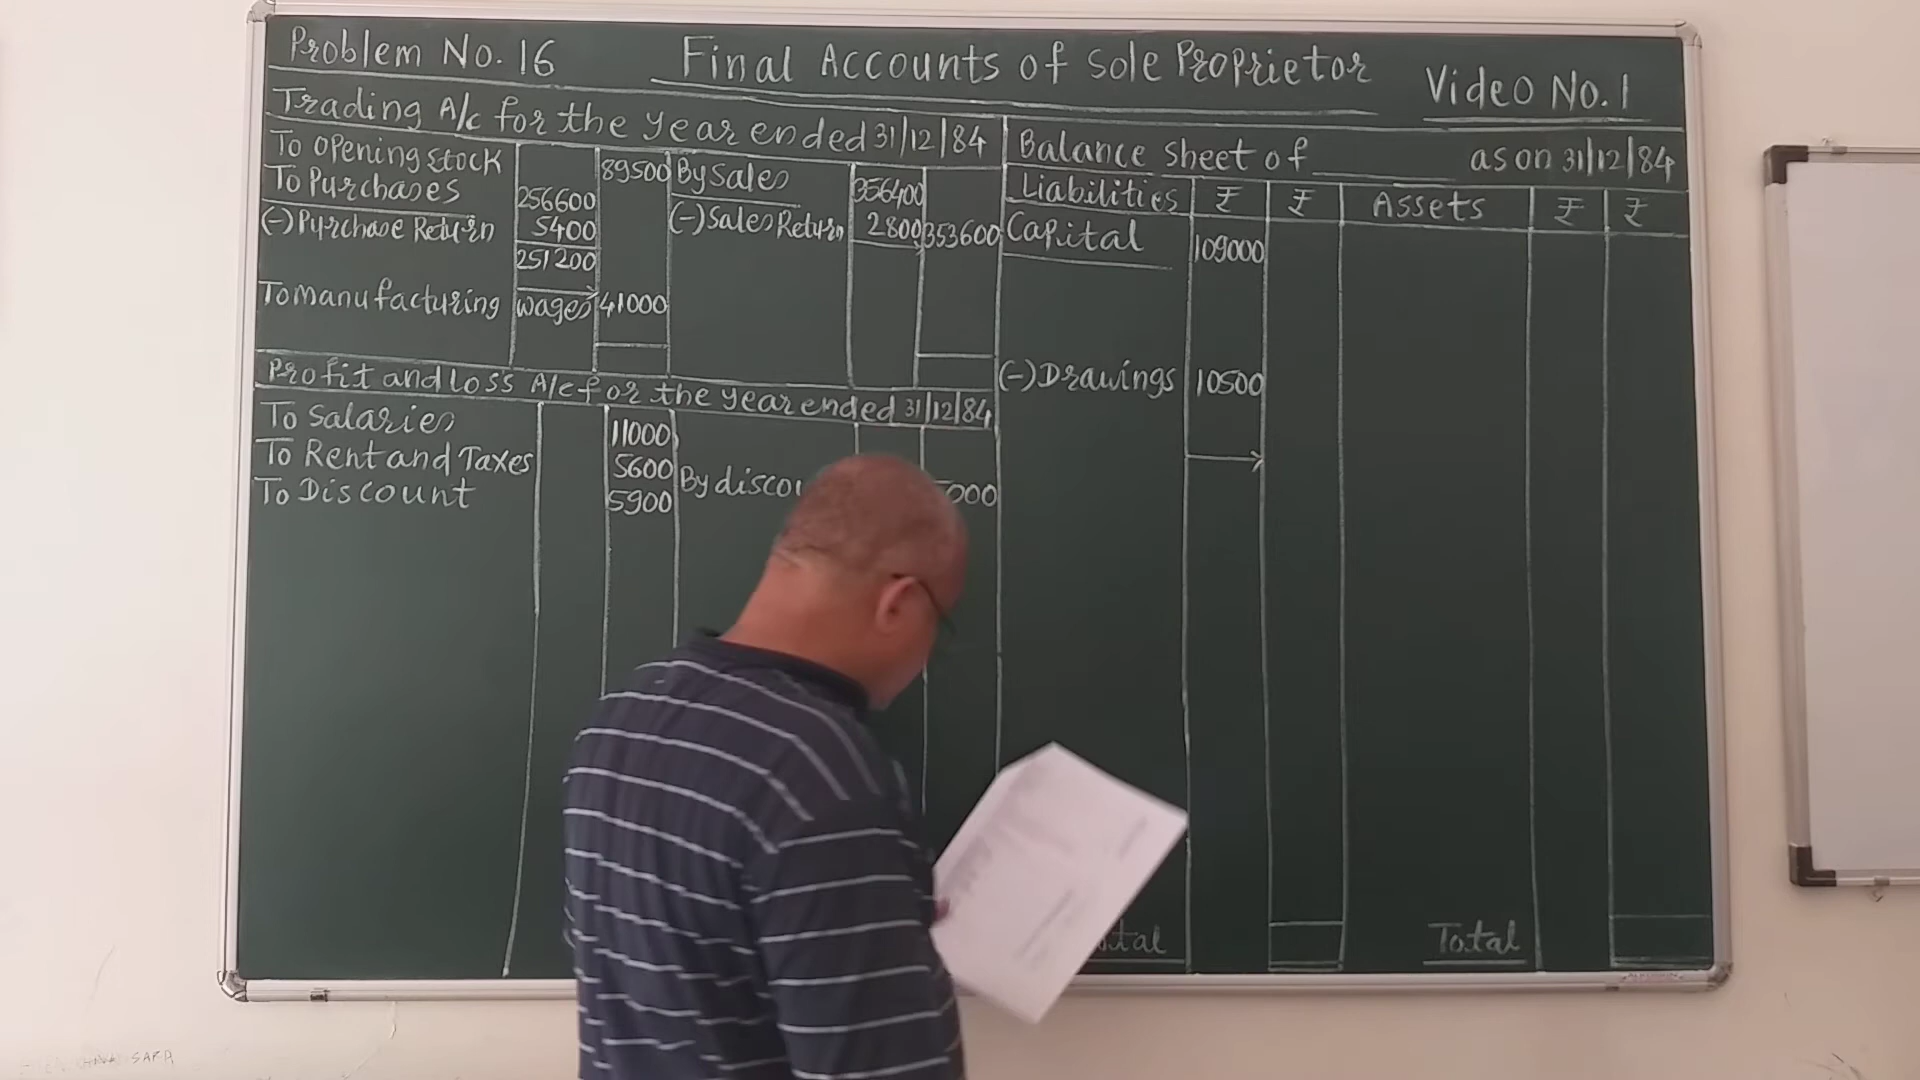 Problem No. 16 Final Accounts of Sole Proprietor Video No. 1
Trading A/c for the year ended 31/12/84
To Opening stock 89500 By Sales 356400
To Purchases 256600
(-) Purchase Return 5400 (-) Sales Return 2800 353600
251200
To manufacturing wages 41000
Profit and Loss A/c for the year ended 31/12/84
To Salaries 11000
To Rent and Taxes 5600
To Discount 5900 By
Balance sheet of as on 31/12/84
Liabilities ₹ ₹ Assets ₹ ₹
Capital 109000
(-) Drawings 10500
Total